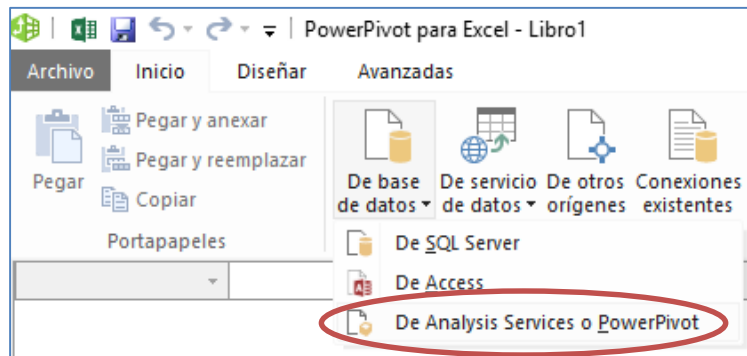 PowerPivot para Excel - Libro1
Archivo Inicio Diseñar Avanzadas
Pegar
Pegar y anexar
Pegar y reemplazar
Copiar
Portapapeles
De base de datos
De servicio de datos
De otros orígenes
Conexiones existentes
De SQL Server
De Access
De Analysis Services o PowerPivot